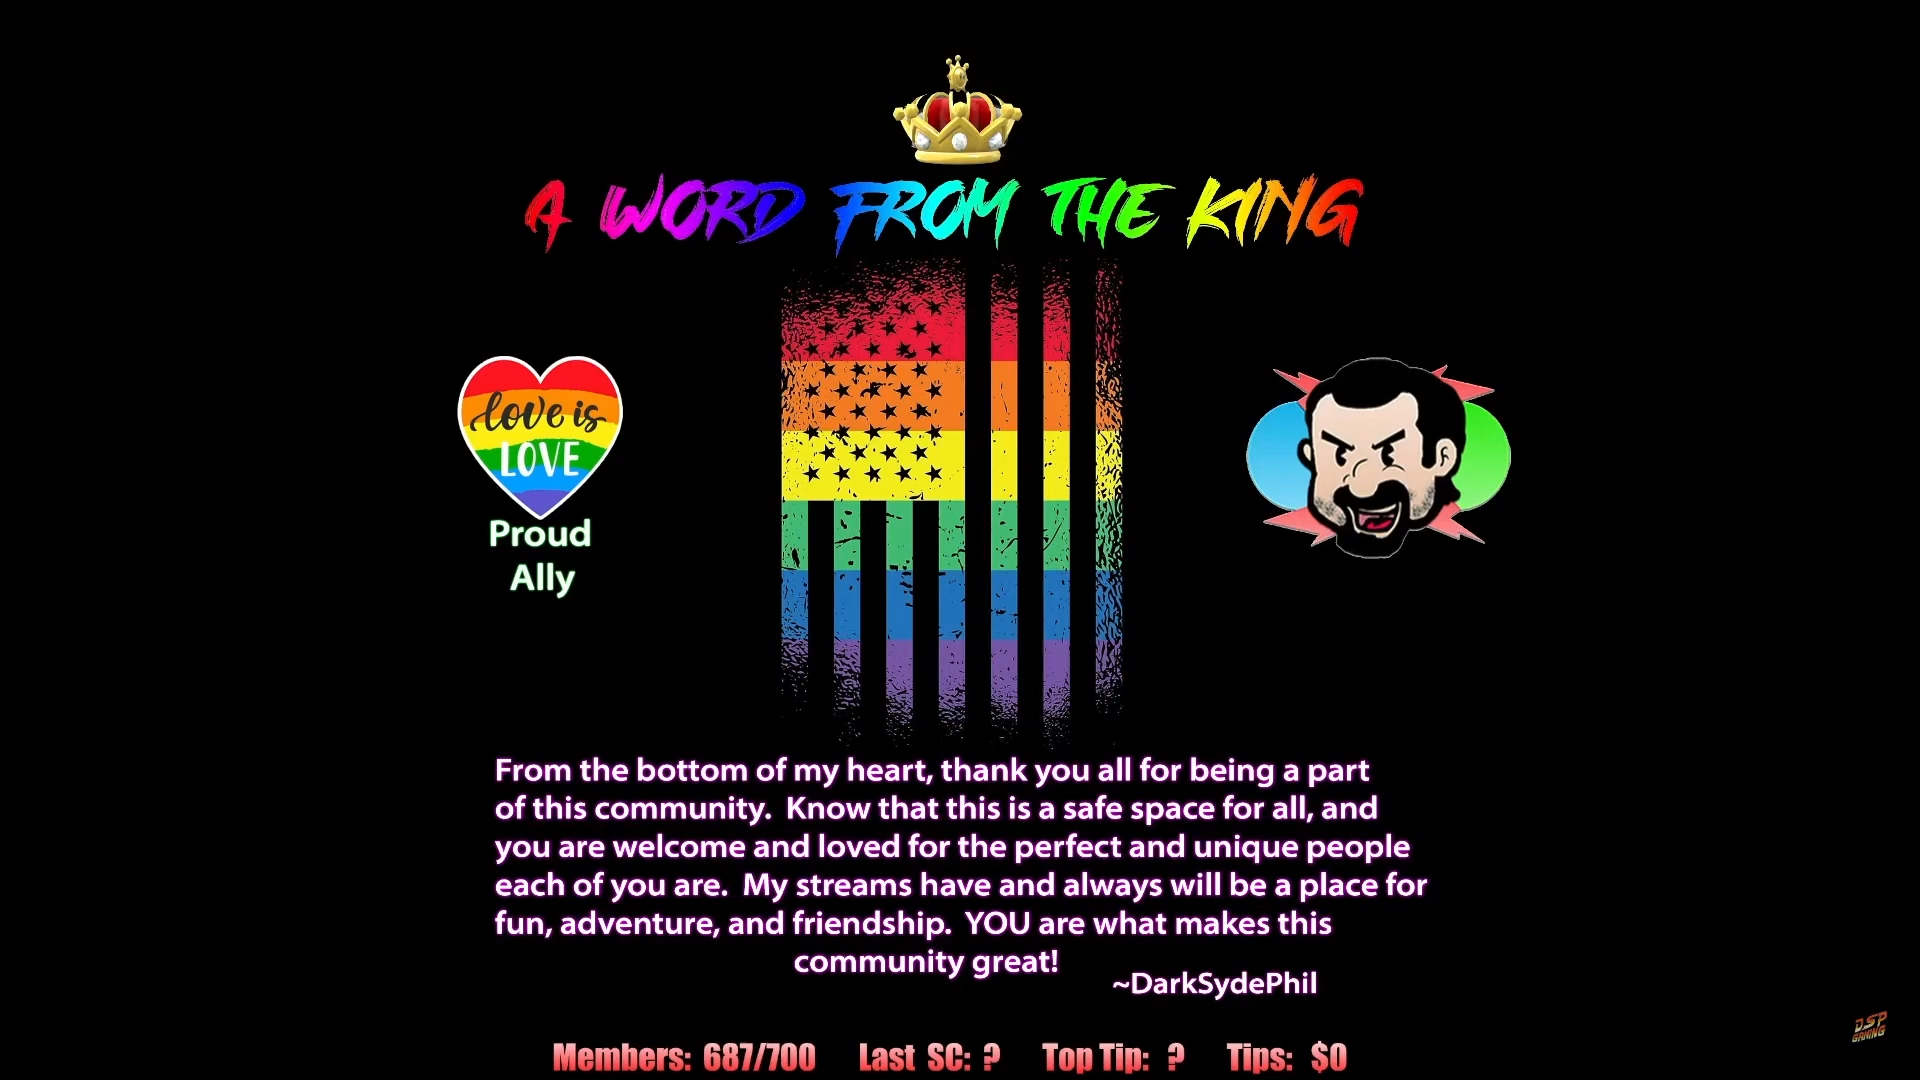 A WORD FROM THE KING
love is
LOVE
Proud
Ally
From the bottom of my heart, thank you all for being a part
of this community.  Know that this is a safe space for all, and
you are welcome and loved for the perfect and unique people
each of you are.  My streams have and always will be a place for
fun, adventure, and friendship.  YOU are what makes this
community great!
~DarkSydePhil
DSP
GAMING
Members: 687/700 Last SC: ? Top Tip: ? Tips: $0